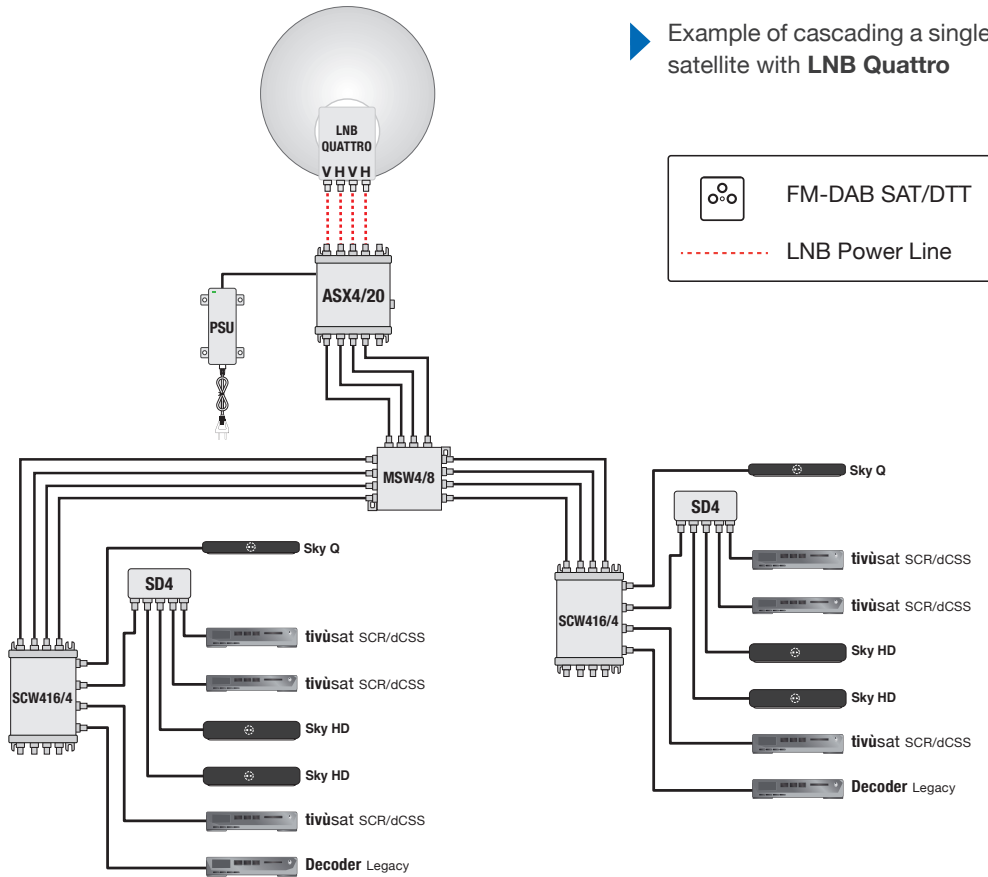 Example of cascading a single
satellite with LNB Quattro
LNB
QUATTRO
V H V H
FM-DAB SAT/DTT
LNB Power Line
ASX4/20
PSU
MSW4/8
Sky Q
SD4
tivùsat SCR/dCSS
tivùsat SCR/dCSS
SCW416/4
Sky HD
Sky HD
tivùsat SCR/dCSS
Decoder Legacy
Sky Q
SD4
tivùsat SCR/dCSS
tivùsat SCR/dCSS
SCW416/4
Sky HD
Sky HD
tivùsat SCR/dCSS
Decoder Legacy